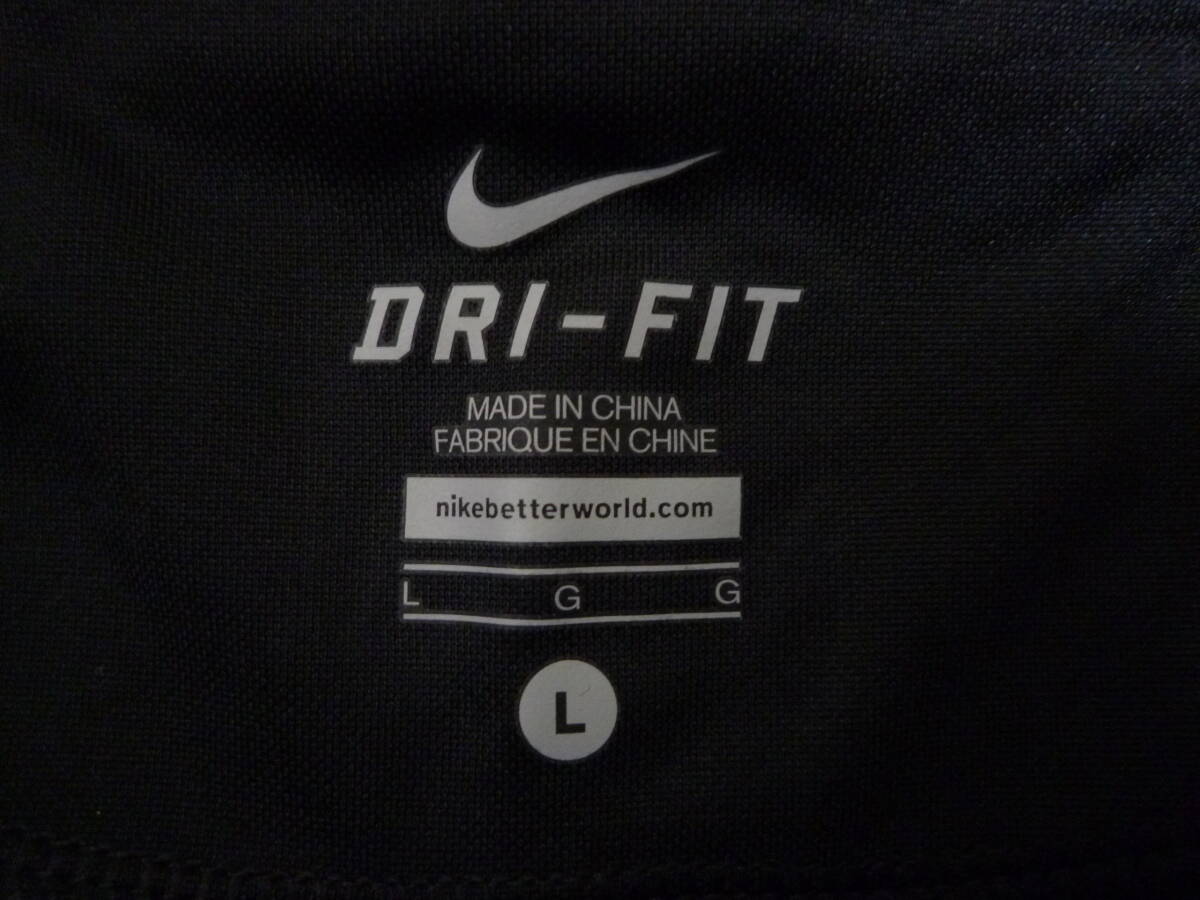 DRI-FIT
MADE IN CHINA
FABRIQUE EN CHINE
nikebetterworld.com
L G G
L